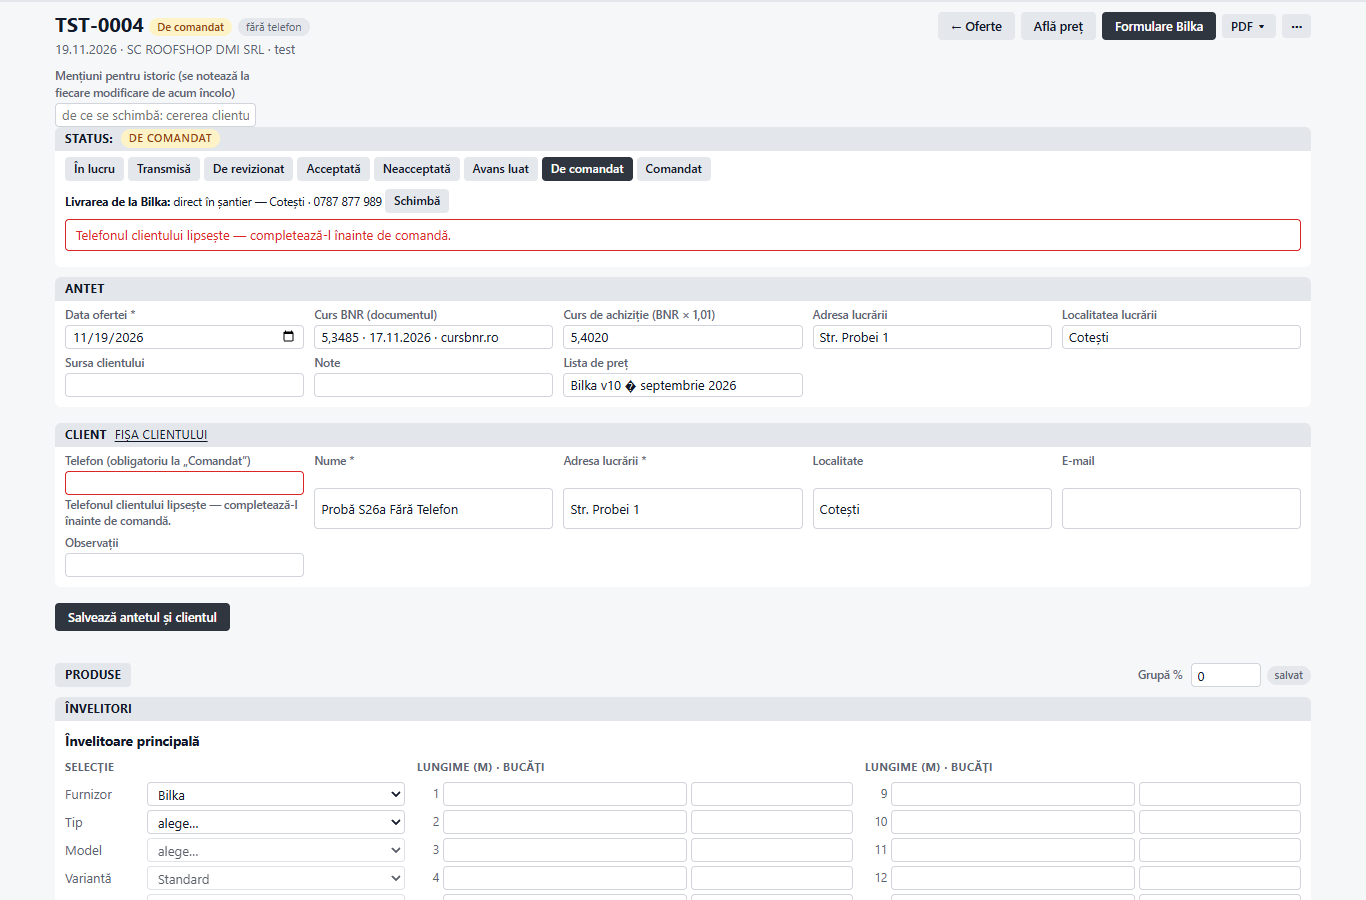 TST-0004 De comandat fără telefon
← Oferte Află preț Formulare Bilka PDF ▾ ···
19.11.2026 · SC ROOFSHOP DMI SRL · test
Mențiuni pentru istoric (se notează la
fiecare modificare de acum încolo)
de ce se schimbă: cererea clientu
STATUS: DE COMANDAT
În lucru Transmisă De revizionat Acceptată Neacceptată Avans luat De comandat Comandat
Livrarea de la Bilka: direct în șantier — Cotești · 0787 877 989 Schimbă
Telefonul clientului lipsește — completează-l înainte de comandă.
ANTET
Data ofertei * Curs BNR (documentul) Curs de achiziție (BNR × 1,01) Adresa lucrării Localitatea lucrării
11/19/2026 5,3485 · 17.11.2026 · cursbnr.ro 5,4020 Str. Probei 1 Cotești
Sursa clientului Note Lista de preț
Bilka v10 � septembrie 2026
CLIENT FIȘA CLIENTULUI
Telefon (obligatoriu la „Comandat”) Nume * Adresa lucrării * Localitate E-mail
Probă S26a Fără Telefon Str. Probei 1 Cotești
Telefonul clientului lipsește — completează-l
înainte de comandă.
Observații
Salvează antetul și clientul
PRODUSE Grupă % 0 salvat
ÎNVELITORI
Învelitoare principală
SELECȚIE LUNGIME (M) · BUCĂȚI LUNGIME (M) · BUCĂȚI
Furnizor Bilka 1 9
Tip alege... 2 10
Model alege... 3 11
Variantă Standard 4 12